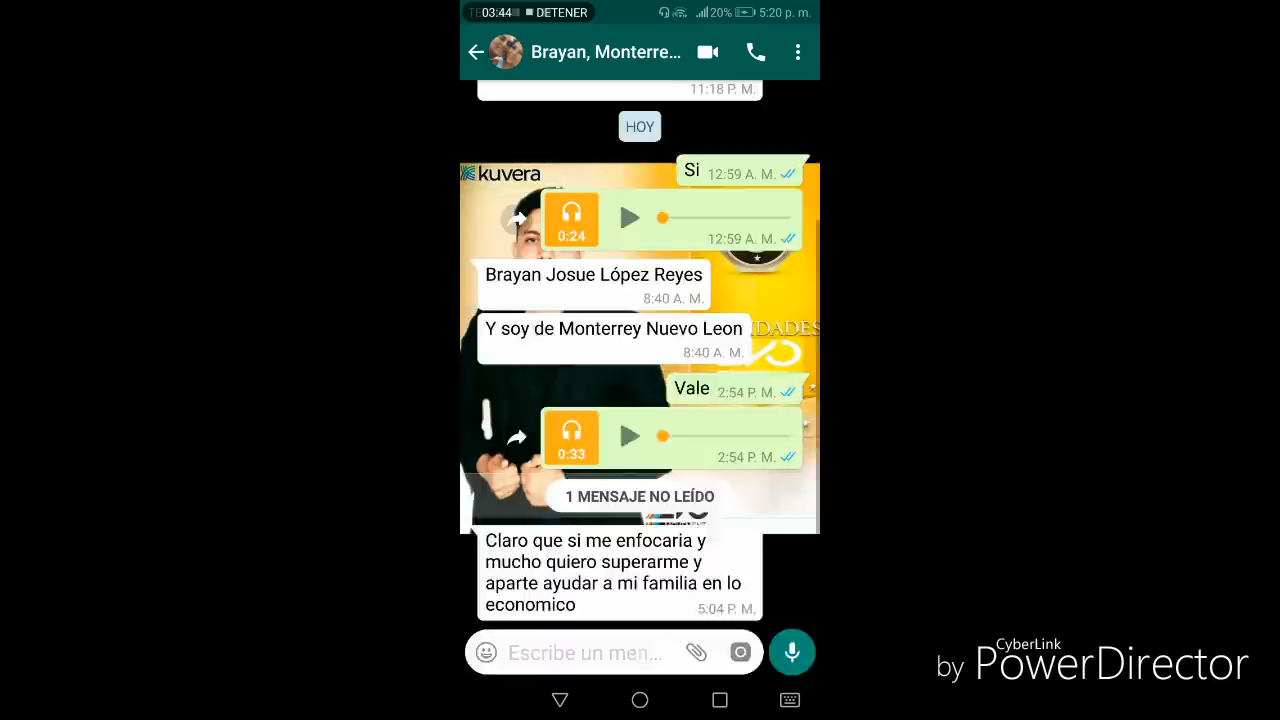 03:44 DETENER 20% 5:20 p. m.
Brayan, Monterre...
11:18 P. M.
HOY
kuvera
Si 12:59 A. M.
0:24
12:59 A. M.
Brayan Josue López Reyes
8:40 A. M.
Y soy de Monterrey Nuevo Leon
8:40 A. M.
Vale 2:54 P. M.
0:33
2:54 P. M.
1 MENSAJE NO LEÍDO
Claro que si me enfocaria y
mucho quiero superarme y
aparte ayudar a mi familia en lo
economico 5:04 P. M.
Escribe un men...
CyberLink
by PowerDirector